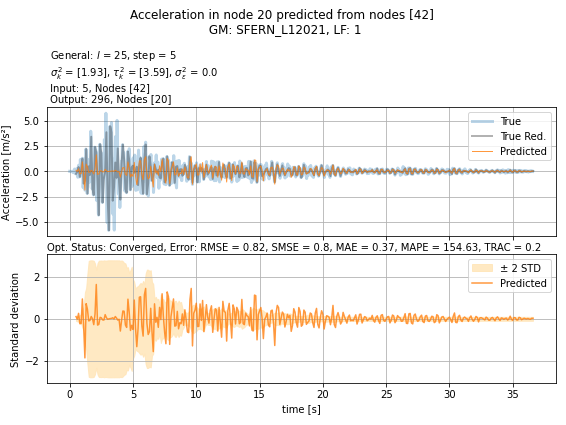 Acceleration in node 20 predicted from nodes [42]
GM: SFERN_L12021, LF: 1
General: l = 25, step = 5
σ²ₖ = [1.93], τ²ₖ = [3.59], σ²ε = 0.0
Input: 5, Nodes [42]
Output: 296, Nodes [20]
Acceleration [m/s²]
5.0
2.5
0.0
−2.5
−5.0
True
True Red.
Predicted
Opt. Status: Converged, Error: RMSE = 0.82, SMSE = 0.8, MAE = 0.37, MAPE = 154.63, TRAC = 0.2
Standard deviation
2
0
−2
± 2 STD
Predicted
0 5 10 15 20 25 30 35
time [s]